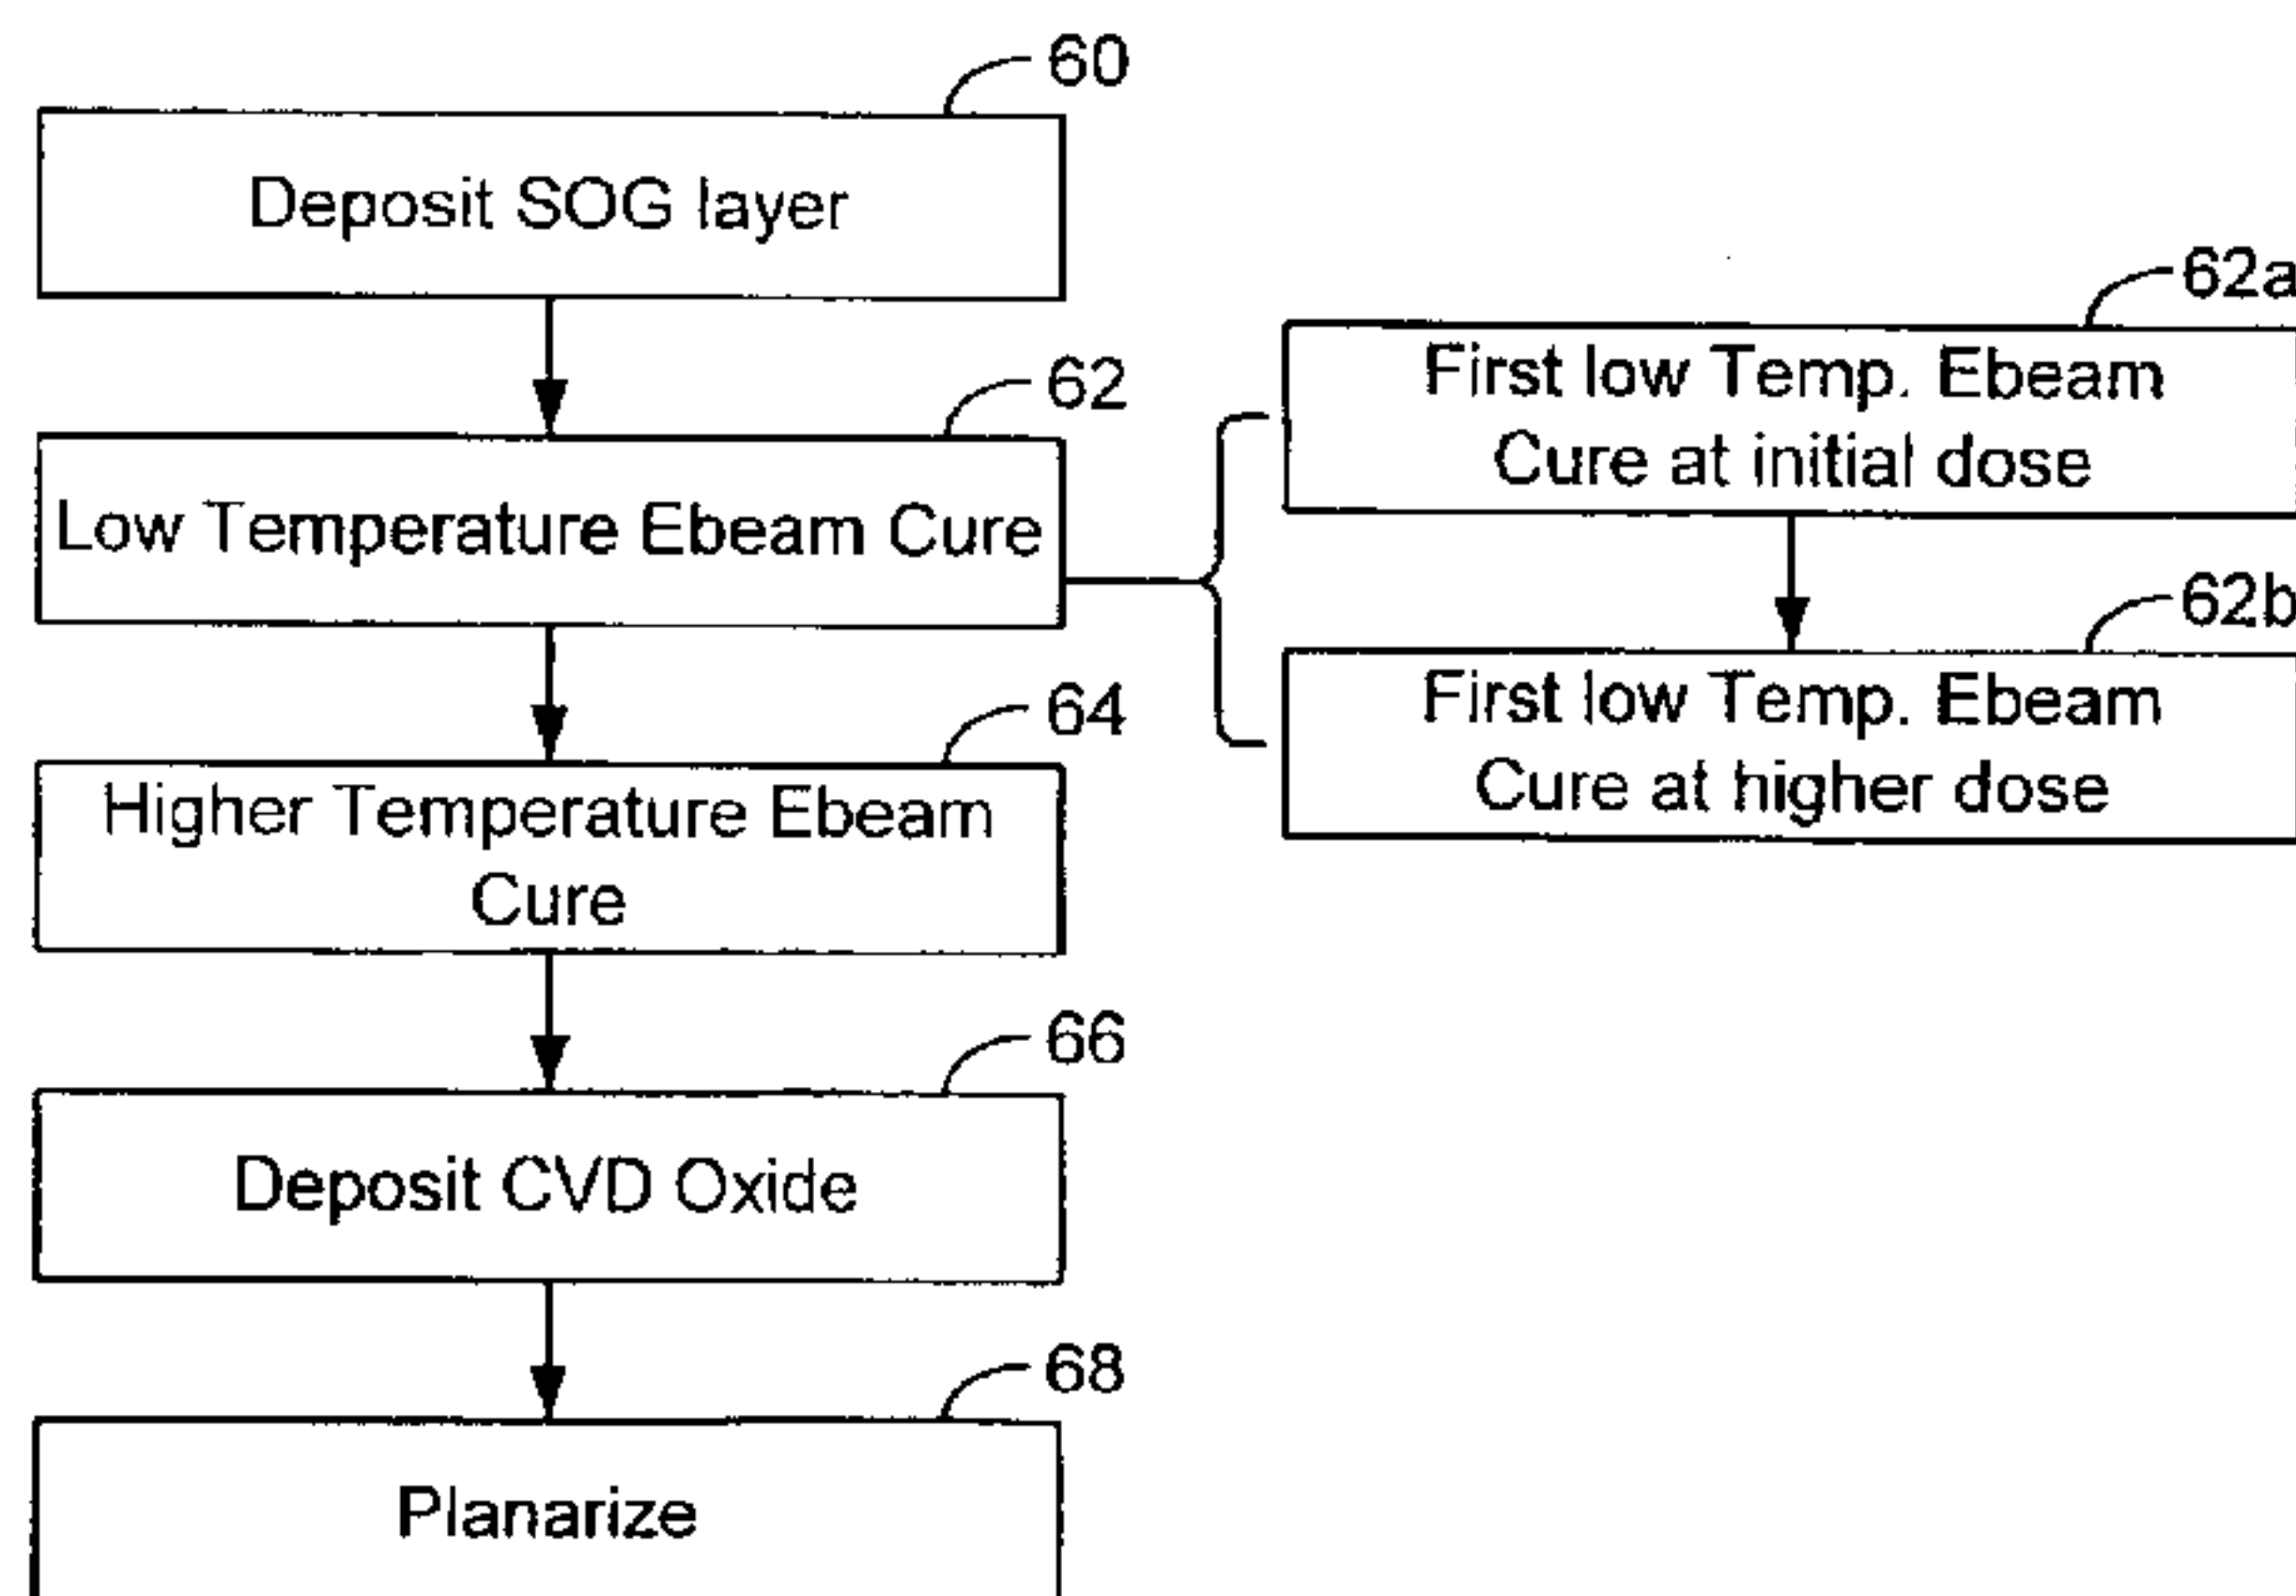 60
Deposit SOG layer
62
Low Temperature Ebeam Cure
62a
First low Temp. Ebeam
Cure at initial dose
62b
First low Temp. Ebeam
Cure at higher dose
64
Higher Temperature Ebeam
Cure
66
Deposit CVD Oxide
68
Planarize